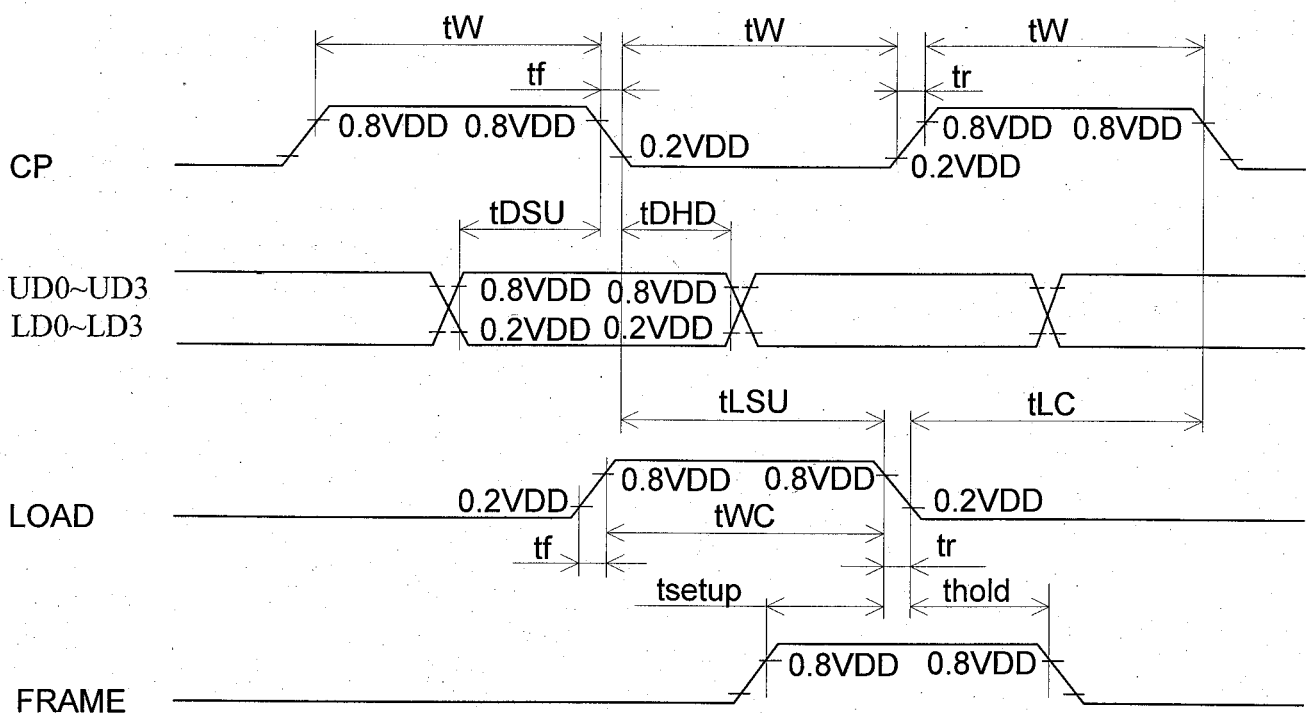 tW tW tW
tf tr
0.8VDD 0.8VDD 0.8VDD 0.8VDD
CP 0.2VDD 0.2VDD
tDSU tDHD
UD0~UD3 0.8VDD 0.8VDD
LD0~LD3 0.2VDD 0.2VDD
tLSU tLC
0.8VDD 0.8VDD
LOAD 0.2VDD 0.2VDD
tWC
tf tr
tsetup thold
0.8VDD 0.8VDD
FRAME